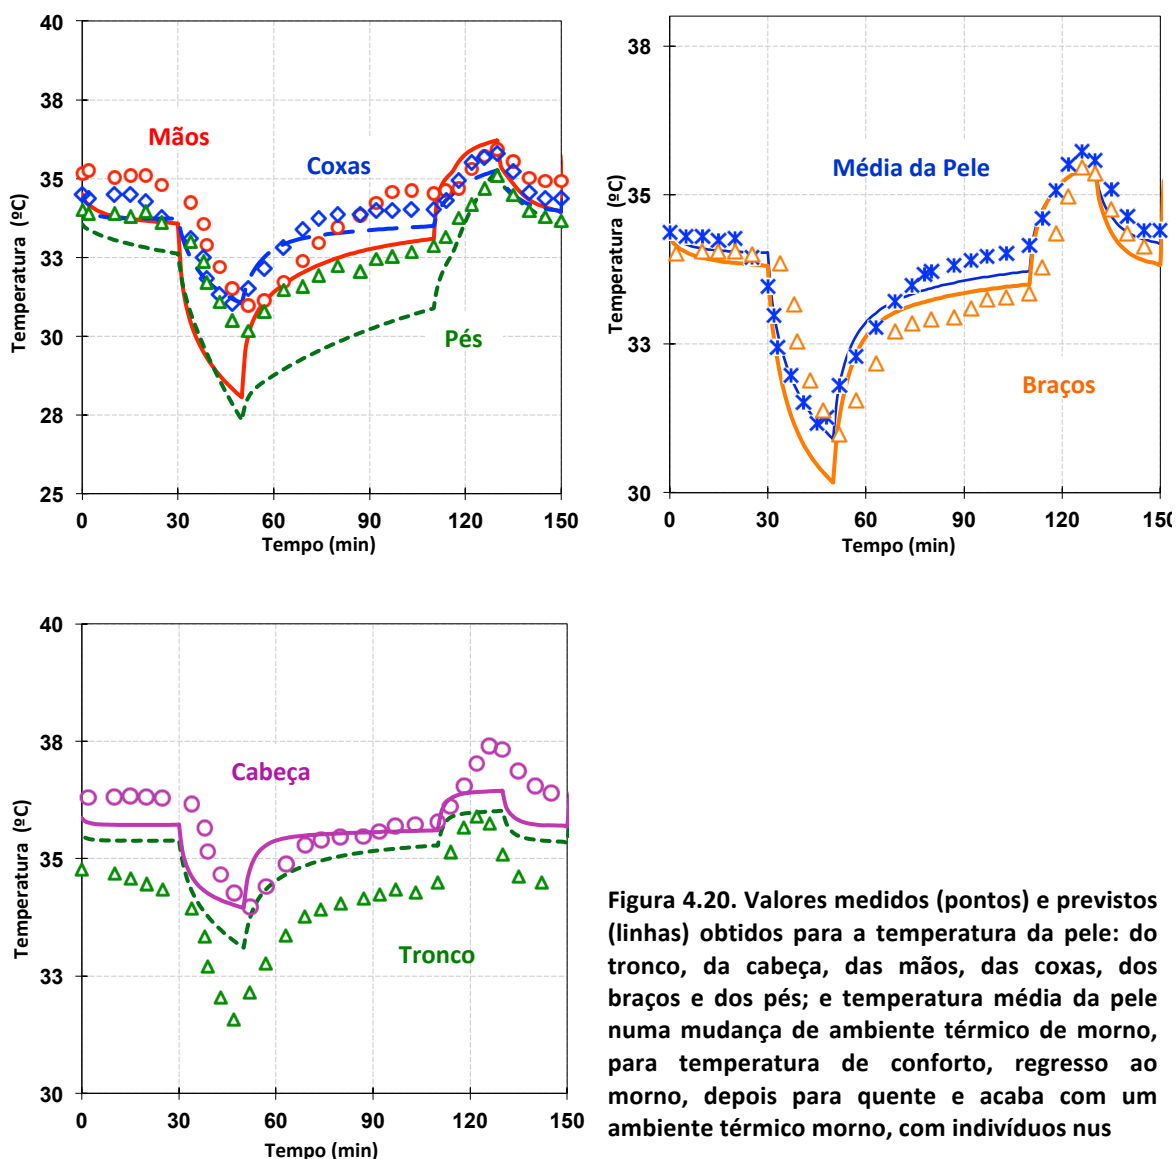 40
38
35
33
30
28
25
Temperatura (ºC)
Mãos
Coxas
Pés
0 30 60 90 120 150
Tempo (min)
38
35
33
30
Temperatura (ºC)
Média da Pele
Braços
0 30 60 90 120 150
Tempo (min)
40
38
35
33
30
Temperatura (ºC)
Cabeça
Tronco
0 30 60 90 120 150
Tempo (min)
Figura 4.20. Valores medidos (pontos) e previstos
(linhas) obtidos para a temperatura da pele: do
tronco, da cabeça, das mãos, das coxas, dos
braços e dos pés; e temperatura média da pele
numa mudança de ambiente térmico de morno,
para temperatura de conforto, regresso ao
morno, depois para quente e acaba com um
ambiente térmico morno, com indivíduos nus